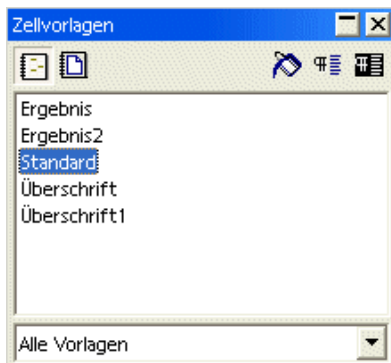 Zellvorlagen
Ergebnis
Ergebnis2
Standard
Überschrift
Überschrift1
Alle Vorlagen